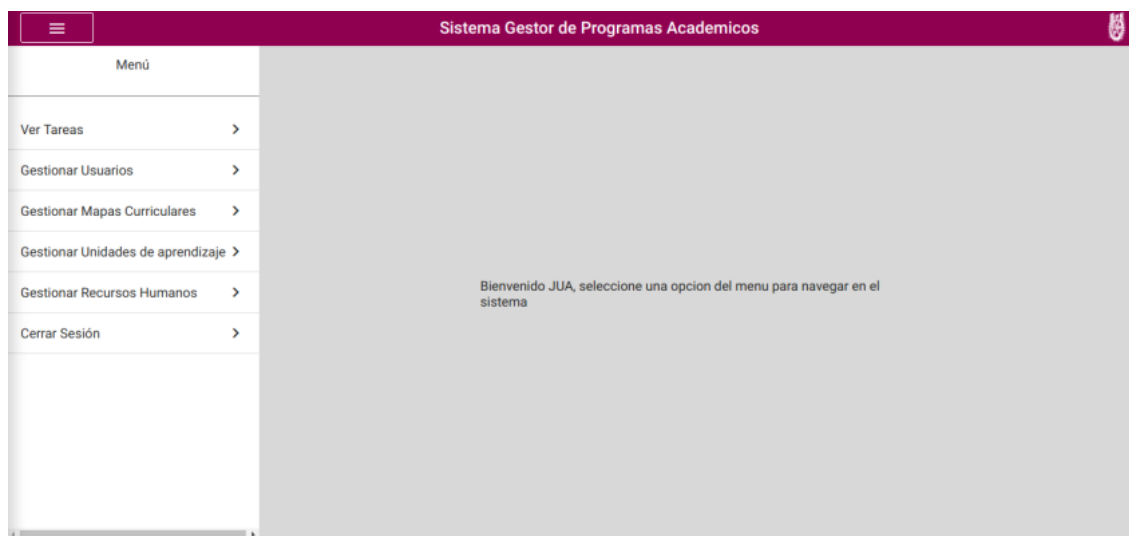 Sistema Gestor de Programas Academicos
Menú
Ver Tareas
Gestionar Usuarios
Gestionar Mapas Curriculares
Gestionar Unidades de aprendizaje
Gestionar Recursos Humanos
Cerrar Sesión
Bienvenido JUA, seleccione una opcion del menu para navegar en el
sistema